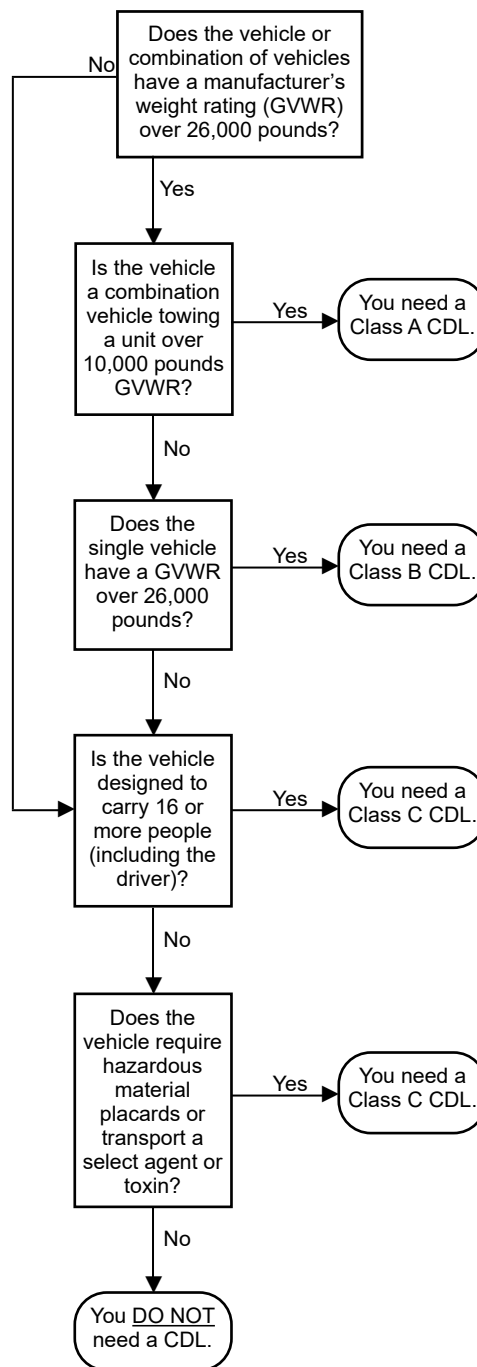 Does the vehicle or
combination of vehicles
have a manufacturer’s
weight rating (GVWR)
over 26,000 pounds?
No
Yes
Is the vehicle
a combination
vehicle towing
a unit over
10,000 pounds
GVWR?
Yes
You need a
Class A CDL.
No
Does the
single vehicle
have a GVWR
over 26,000
pounds?
Yes
You need a
Class B CDL.
No
Is the vehicle
designed to
carry 16 or
more people
(including the
driver)?
Yes
You need a
Class C CDL.
No
Does the
vehicle require
hazardous
material
placards or
transport a
select agent or
toxin?
Yes
You need a
Class C CDL.
No
You DO NOT
need a CDL.